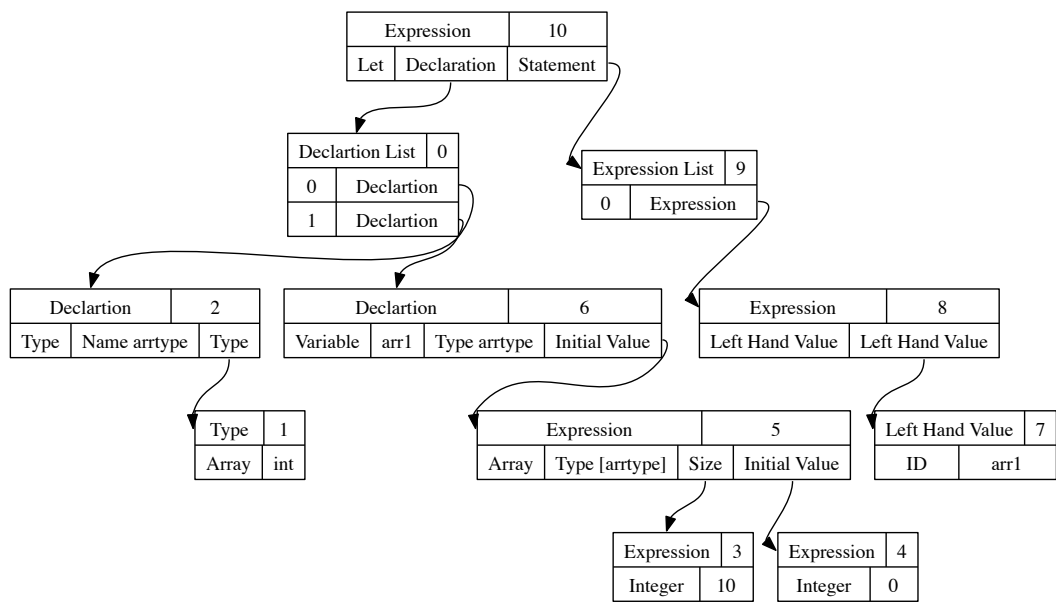 Expression 10
Let Declaration Statement
Declartion List 0
0 Declartion
1 Declartion
Expression List 9
0 Expression
Declartion 2
Type Name arrtype Type
Declartion 6
Variable arr1 Type arrtype Initial Value
Expression 8
Left Hand Value Left Hand Value
Type 1
Array int
Expression 5
Array Type [arrtype] Size Initial Value
Left Hand Value 7
ID arr1
Expression 3
Integer 10
Expression 4
Integer 0